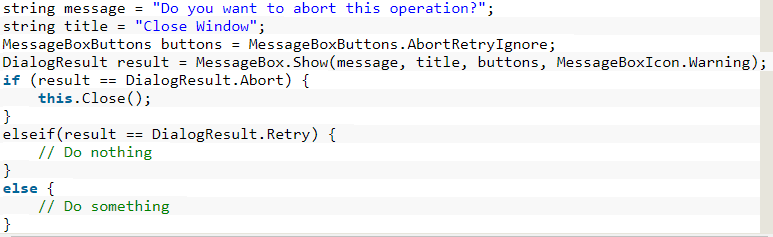 string message = "Do you want to abort this operation?";
string title = "Close Window";
MessageBoxButtons buttons = MessageBoxButtons.AbortRetryIgnore;
DialogResult result = MessageBox.Show(message, title, buttons, MessageBoxIcon.Warning);
if (result == DialogResult.Abort) {
    this.Close();
}
elseif(result == DialogResult.Retry) {
    // Do nothing
}
else {
    // Do something
}